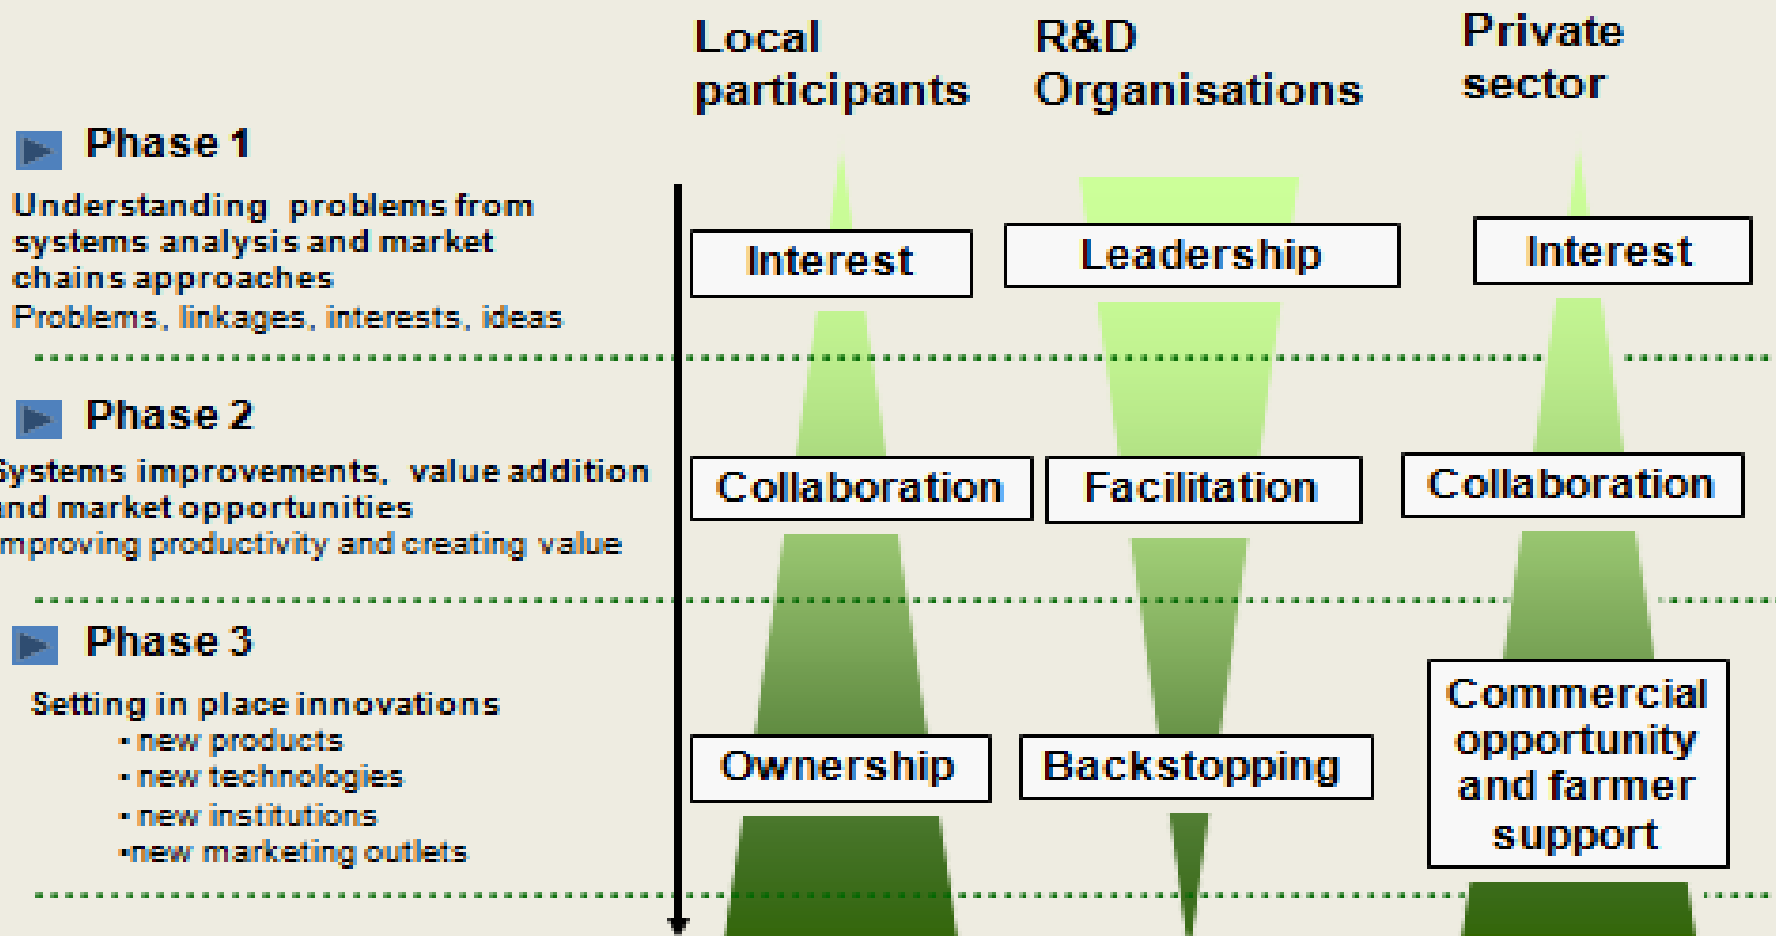 Local
participants
R&D
Organisations
Private
sector
Phase 1
Understanding problems from
systems analysis and market
chains approaches
Problems, linkages, interests, ideas
Interest
Leadership
Interest
Phase 2
Systems improvements, value addition
and market opportunities
Improving productivity and creating value
Collaboration
Facilitation
Collaboration
Phase 3
Setting in place innovations
- new products
- new technologies
- new institutions
-new marketing outlets
Ownership
Backstopping
Commercial
opportunity
and farmer
support